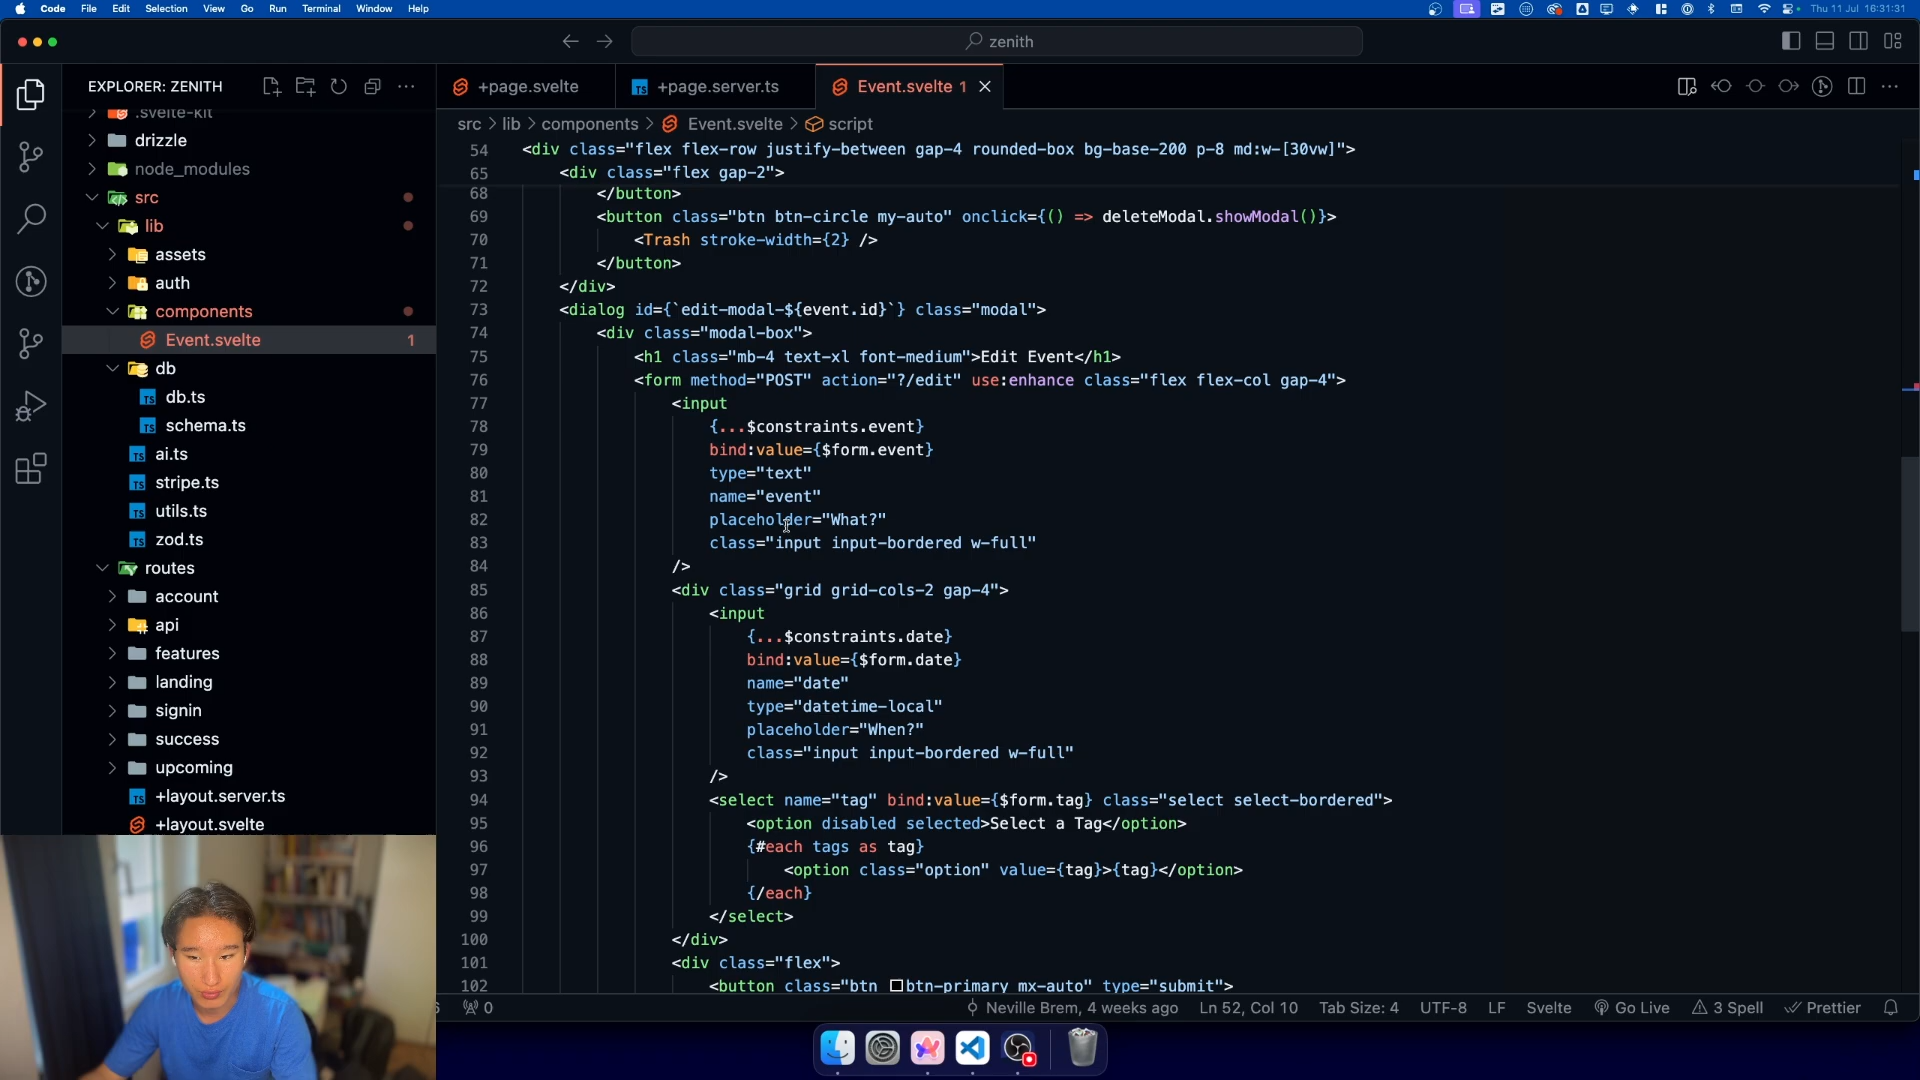 Code File Edit Selection View Go Run Terminal Window Help
Thu 11 Jul 16:31:31
zenith
EXPLORER: ZENITH
+page.svelte
+page.server.ts
Event.svelte 1
src > lib > components > Event.svelte > script
.svelte-kit
drizzle
node_modules
src
lib
assets
auth
components
Event.svelte 1
db
db.ts
schema.ts
ai.ts
stripe.ts
utils.ts
zod.ts
routes
account
api
features
landing
signin
success
upcoming
+layout.server.ts
+layout.svelte
54 <div class="flex flex-row justify-between gap-4 rounded-box bg-base-200 p-8 md:w-[30vw]">
65 <div class="flex gap-2">
68 </button>
69 <button class="btn btn-circle my-auto" onclick={() => deleteModal.showModal()}>
70 <Trash stroke-width={2} />
71 </button>
72 </div>
73 <dialog id={`edit-modal-${event.id}`} class="modal">
74 <div class="modal-box">
75 <h1 class="mb-4 text-xl font-medium">Edit Event</h1>
76 <form method="POST" action="?/edit" use:enhance class="flex flex-col gap-4">
77 <input
78 {...$constraints.event}
79 bind:value={$form.event}
80 type="text"
81 name="event"
82 placeholder="What?"
83 class="input input-bordered w-full"
84 />
85 <div class="grid grid-cols-2 gap-4">
86 <input
87 {...$constraints.date}
88 bind:value={$form.date}
89 name="date"
90 type="datetime-local"
91 placeholder="When?"
92 class="input input-bordered w-full"
93 />
94 <select name="tag" bind:value={$form.tag} class="select select-bordered">
95 <option disabled selected>Select a Tag</option>
96 {#each tags as tag}
97 <option class="option" value={tag}>{tag}</option>
98 {/each}
99 </select>
100 </div>
101 <div class="flex">
102 <button class="btn btn-primary mx-auto" type="submit">
0 Neville Brem, 4 weeks ago Ln 52, Col 10 Tab Size: 4 UTF-8 LF Svelte Go Live 3 Spell Prettier